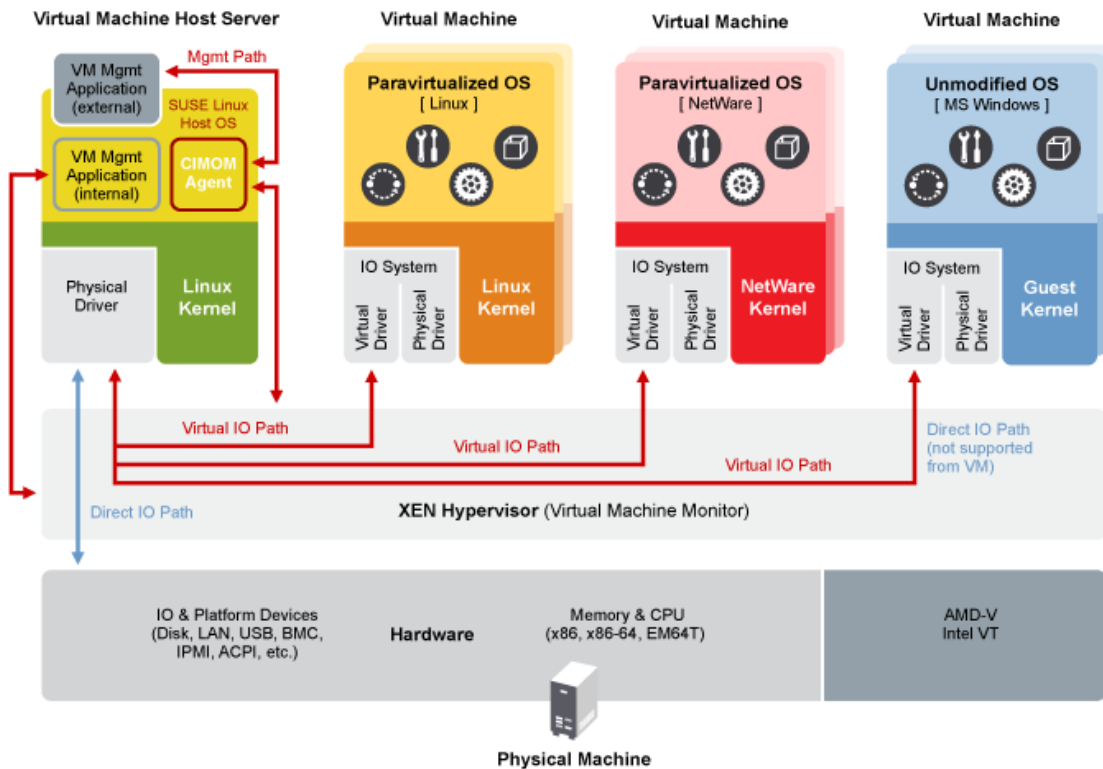 Virtual Machine Host Server
Virtual Machine
Virtual Machine
Virtual Machine
Mgmt Path
VM Mgmt
Application
(external)
SUSE Linux
Host OS
VM Mgmt
Application
(internal)
CIMOM
Agent
Physical
Driver
Linux
Kernel
Paravirtualized OS
[ Linux ]
IO System
Virtual
Driver
Physical
Driver
Linux
Kernel
Paravirtualized OS
[ NetWare ]
IO System
Virtual
Driver
Physical
Driver
NetWare
Kernel
Unmodified OS
[ MS Windows ]
IO System
Virtual
Driver
Physical
Driver
Guest
Kernel
Virtual IO Path
Virtual IO Path
Virtual IO Path
Direct IO Path
(not supported
from VM)
Direct IO Path
XEN Hypervisor (Virtual Machine Monitor)
IO & Platform Devices
(Disk, LAN, USB, BMC,
IPMI, ACPI, etc.)
Hardware
Memory & CPU
(x86, x86-64, EM64T)
AMD-V
Intel VT
Physical Machine